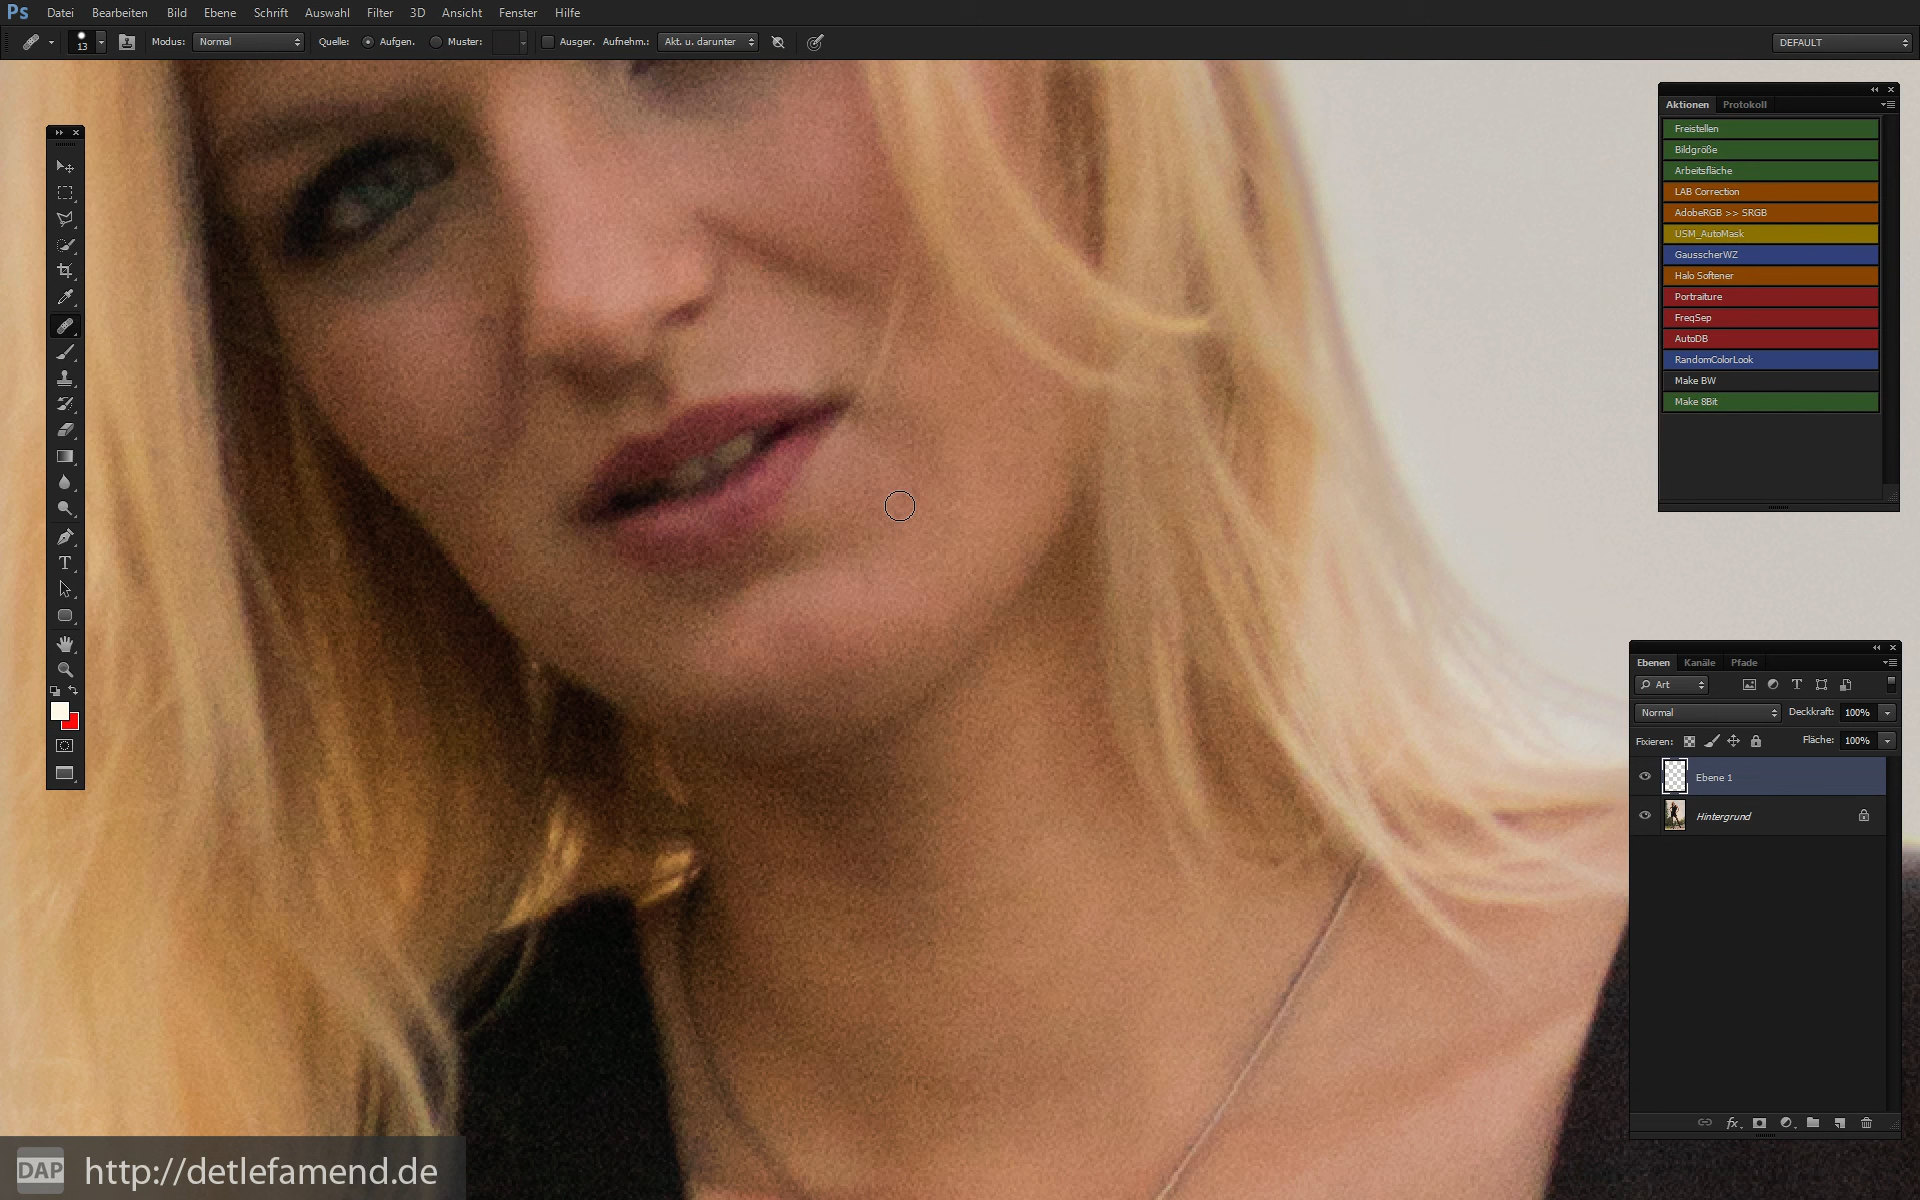 Ps Datei Bearbeiten Bild Ebene Schrift Auswahl Filter 3D Ansicht Fenster Hilfe
13 Modus: Normal Quelle: Aufgen. Muster: Ausger. Aufnehm.: Akt. u. darunter DEFAULT
Aktionen Protokoll
Freistellen
Bildgröße
Arbeitsfläche
LAB Correction
AdobeRGB >> SRGB
USM_AutoMask
GausscherWZ
Halo Softener
Portraiture
FreqSep
AutoDB
RandomColorLook
Make BW
Make 8Bit
Ebenen Kanäle Pfade
Art
Normal Deckkraft: 100%
Fixieren: Fläche: 100%
Ebene 1
Hintergrund
DAP http://detlefamend.de